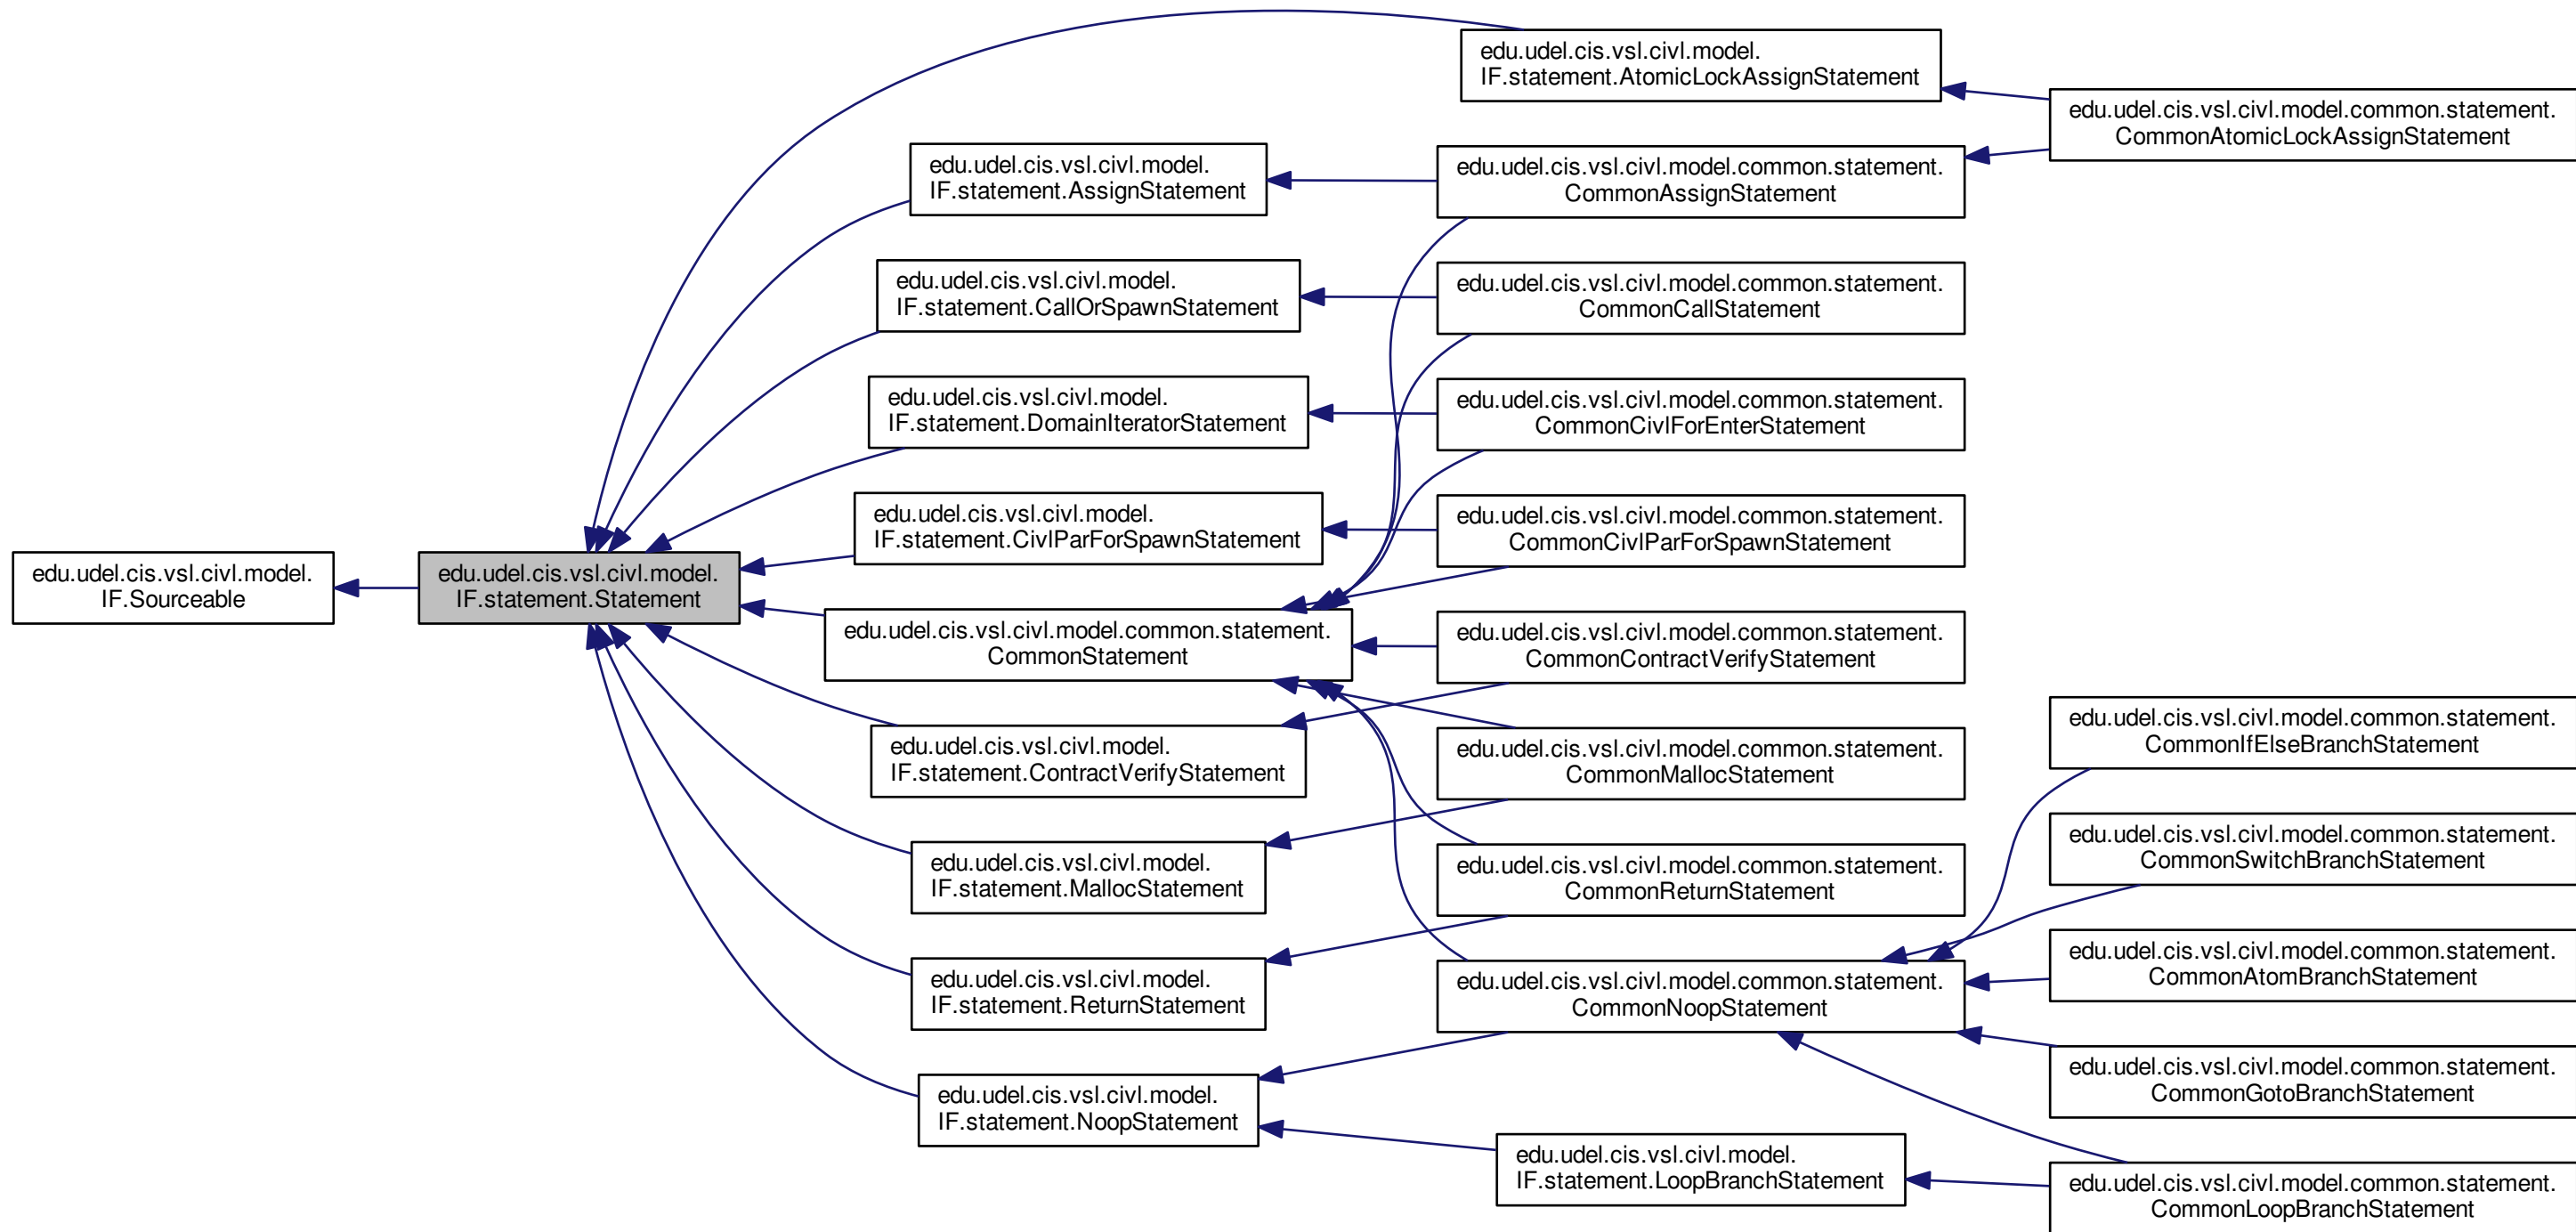 edu.udel.cis.vsl.civl.model.
IF.Sourceable
edu.udel.cis.vsl.civl.model.
IF.statement.Statement
edu.udel.cis.vsl.civl.model.
IF.statement.AssignStatement
edu.udel.cis.vsl.civl.model.
IF.statement.CallOrSpawnStatement
edu.udel.cis.vsl.civl.model.
IF.statement.DomainIteratorStatement
edu.udel.cis.vsl.civl.model.
IF.statement.CivlParForSpawnStatement
edu.udel.cis.vsl.civl.model.common.statement.
CommonStatement
edu.udel.cis.vsl.civl.model.
IF.statement.ContractVerifyStatement
edu.udel.cis.vsl.civl.model.
IF.statement.MallocStatement
edu.udel.cis.vsl.civl.model.
IF.statement.ReturnStatement
edu.udel.cis.vsl.civl.model.
IF.statement.NoopStatement
edu.udel.cis.vsl.civl.model.
IF.statement.AtomicLockAssignStatement
edu.udel.cis.vsl.civl.model.common.statement.
CommonAssignStatement
edu.udel.cis.vsl.civl.model.common.statement.
CommonCallStatement
edu.udel.cis.vsl.civl.model.common.statement.
CommonCivlForEnterStatement
edu.udel.cis.vsl.civl.model.common.statement.
CommonCivlParForSpawnStatement
edu.udel.cis.vsl.civl.model.common.statement.
CommonContractVerifyStatement
edu.udel.cis.vsl.civl.model.common.statement.
CommonMallocStatement
edu.udel.cis.vsl.civl.model.common.statement.
CommonReturnStatement
edu.udel.cis.vsl.civl.model.common.statement.
CommonNoopStatement
edu.udel.cis.vsl.civl.model.
IF.statement.LoopBranchStatement
edu.udel.cis.vsl.civl.model.common.statement.
CommonAtomicLockAssignStatement
edu.udel.cis.vsl.civl.model.common.statement.
CommonIfElseBranchStatement
edu.udel.cis.vsl.civl.model.common.statement.
CommonSwitchBranchStatement
edu.udel.cis.vsl.civl.model.common.statement.
CommonAtomBranchStatement
edu.udel.cis.vsl.civl.model.common.statement.
CommonGotoBranchStatement
edu.udel.cis.vsl.civl.model.common.statement.
CommonLoopBranchStatement